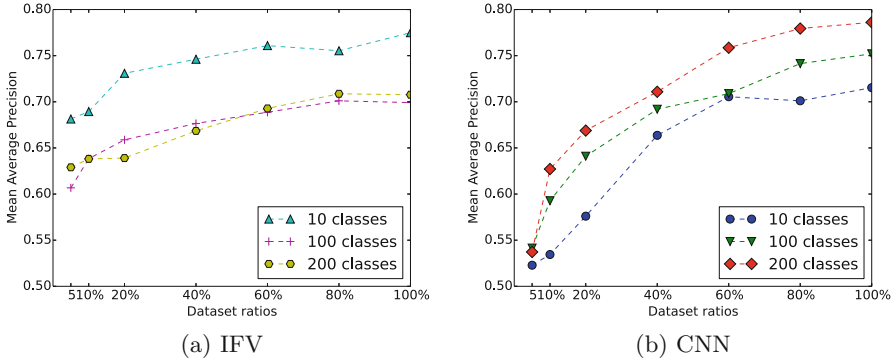 0.80
0.75
0.70
0.65
0.60
0.55
0.50
Mean Average Precision
10 classes
100 classes
200 classes
510% 20% 40% 60% 80% 100%
Dataset ratios
(a) IFV
0.80
0.75
0.70
0.65
0.60
0.55
0.50
Mean Average Precision
10 classes
100 classes
200 classes
510% 20% 40% 60% 80% 100%
Dataset ratios
(b) CNN